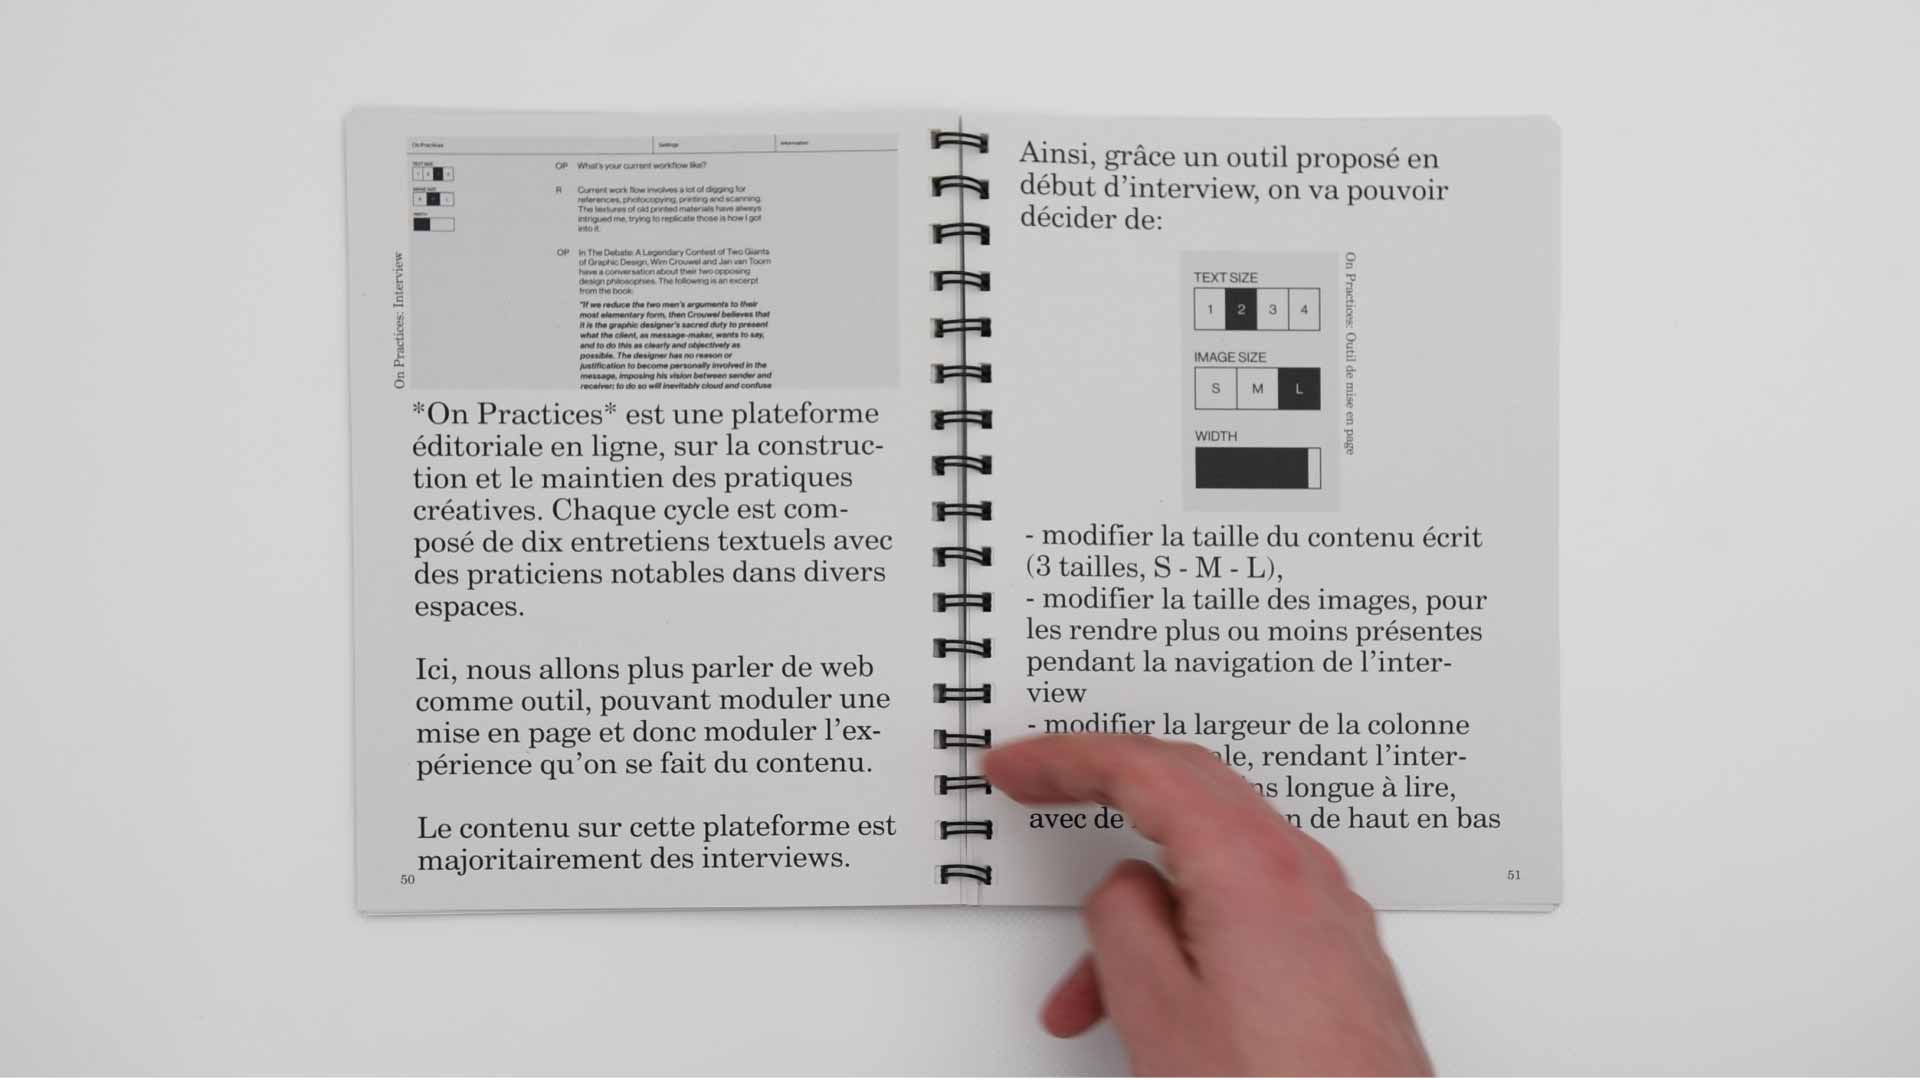 On Practices
Settings
Information
TEXT SIZE
IMAGE SIZE
WIDTH
OP What's your current workflow like?
R Current work flow involves a lot of digging for
references, photocopying, printing and scanning.
The textures of old printed materials have always
intrigued me, trying to replicate those is how I got
into it.
OP In The Debate: A Legendary Contest of Two Giants
of Graphic Design, Wim Crouwel and Jan van Toorn
have a conversation about their two opposing
design philosophies. The following is an excerpt
from the book:
"If we reduce the two men's arguments to their
most elementary form, then Crouwel believes that
it is the graphic designer's sacred duty to present
what the client, as message-maker, wants to say,
and to do this as clearly and objectively as
possible. The designer has no reason or
justification to become personally involved in the
message, imposing his vision between sender and
receiver; to do so will inevitably cloud and confuse
On Practices: Interview
*On Practices* est une plateforme
éditoriale en ligne, sur la construc-
tion et le maintien des pratiques
créatives. Chaque cycle est com-
posé de dix entretiens textuels avec
des praticiens notables dans divers
espaces.
Ici, nous allons plus parler de web
comme outil, pouvant moduler une
mise en page et donc moduler l'ex-
périence qu'on se fait du contenu.
Le contenu sur cette plateforme est
majoritairement des interviews.
50
Ainsi, grâce un outil proposé en
début d'interview, on va pouvoir
décider de:
TEXT SIZE
1 2 3 4
IMAGE SIZE
S M L
WIDTH
On Practices: Outil de mise en page
- modifier la taille du contenu écrit
(3 tailles, S - M - L),
- modifier la taille des images, pour
les rendre plus ou moins présentes
pendant la navigation de l'inter-
view
- modifier la largeur de la colonne
rendant l'inter-
longue à lire,
avec de de haut en bas
51